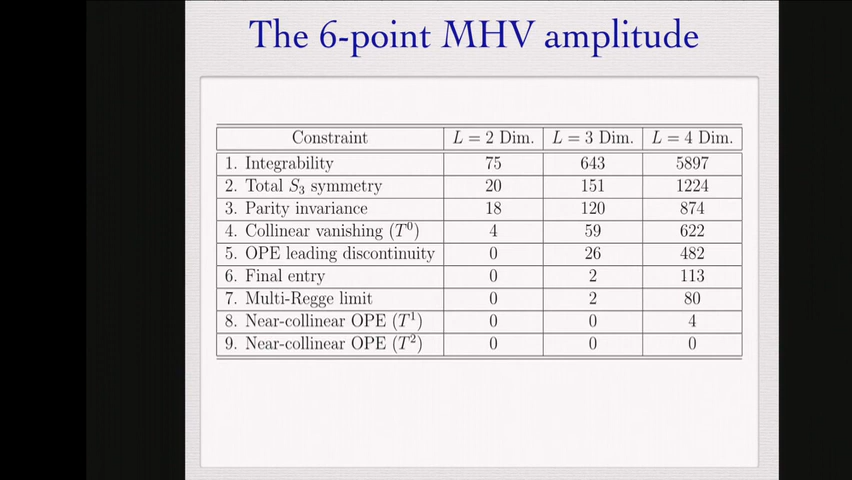 The 6-point MHV amplitude
Constraint L = 2 Dim. L = 3 Dim. L = 4 Dim.
1. Integrability 75 643 5897
2. Total S₃ symmetry 20 151 1224
3. Parity invariance 18 120 874
4. Collinear vanishing (T⁰) 4 59 622
5. OPE leading discontinuity 0 26 482
6. Final entry 0 2 113
7. Multi-Regge limit 0 2 80
8. Near-collinear OPE (T¹) 0 0 4
9. Near-collinear OPE (T²) 0 0 0